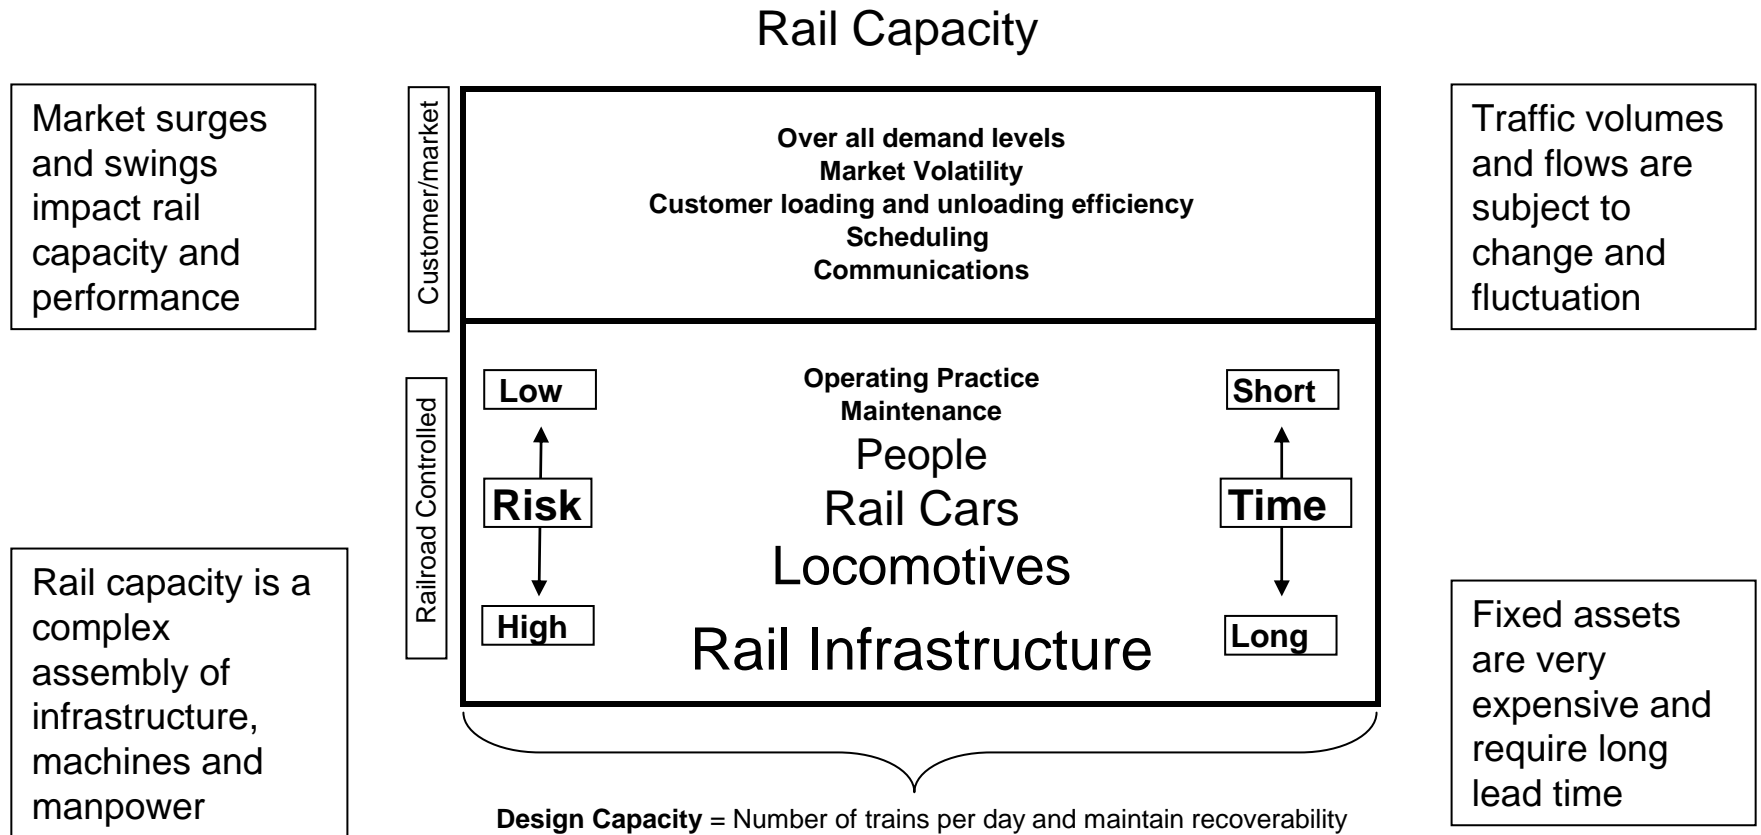 Rail Capacity
Market surges
and swings
impact rail
capacity and
performance
Customer/market
Over all demand levels
Market Volatility
Customer loading and unloading efficiency
Scheduling
Communications
Traffic volumes
and flows are
subject to
change and
fluctuation
Railroad Controlled
Low
Risk
High
Operating Practice
Maintenance
People
Rail Cars
Locomotives
Rail Infrastructure
Short
Time
Long
Rail capacity is a
complex
assembly of
infrastructure,
machines and
manpower
Fixed assets
are very
expensive and
require long
lead time
Design Capacity = Number of trains per day and maintain recoverability